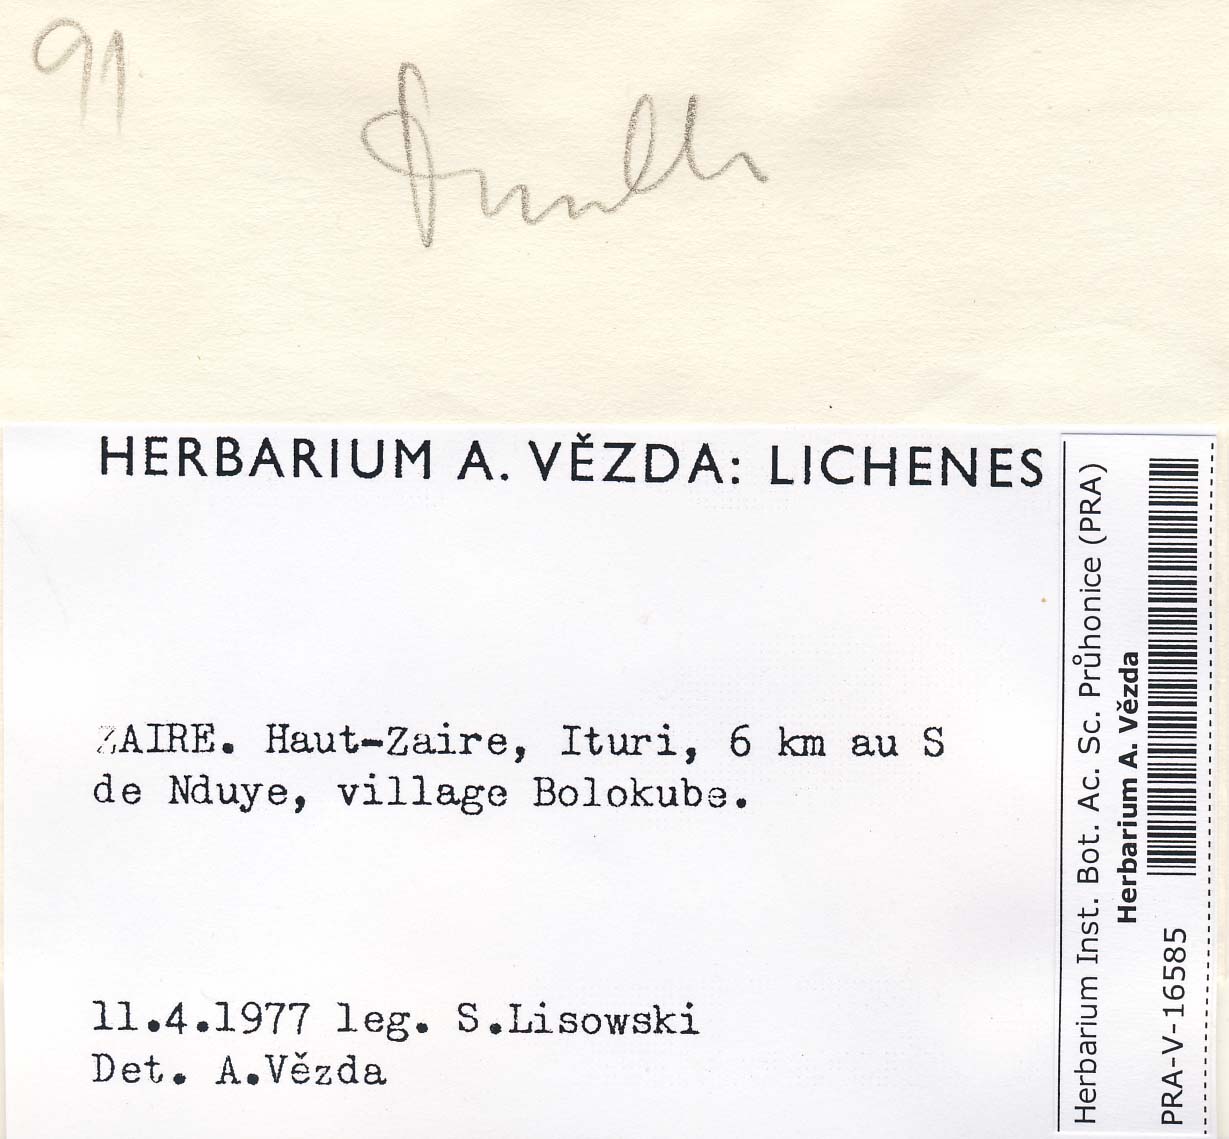 91
HERBARIUM A. VĚZDA: LICHENES
ZAIRE. Haut-Zaire, Ituri, 6 km au S
de Nduye, village Bolokube.
11.4.1977 leg. S.Lisowski
Det. A.Vězda
Herbarium Inst. Bot. Ac. Sc. Průhonice (PRA)
Herbarium A. Vězda
PRA-V-16585